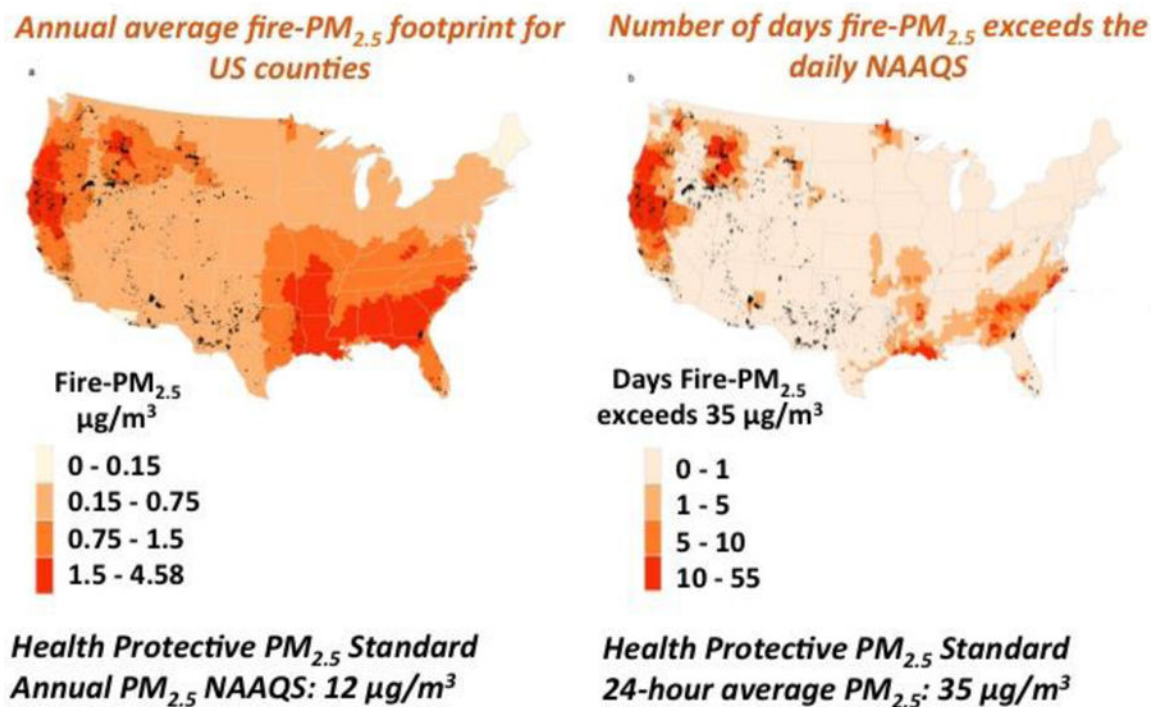 Annual average fire-PM2.5 footprint for
US counties
a
Fire-PM2.5
µg/m3
0 - 0.15
0.15 - 0.75
0.75 - 1.5
1.5 - 4.58
Health Protective PM2.5 Standard
Annual PM2.5 NAAQS: 12 µg/m3
Number of days fire-PM2.5 exceeds the
daily NAAQS
b
Days Fire-PM2.5
exceeds 35 µg/m3
0 - 1
1 - 5
5 - 10
10 - 55
Health Protective PM2.5 Standard
24-hour average PM2.5: 35 µg/m3